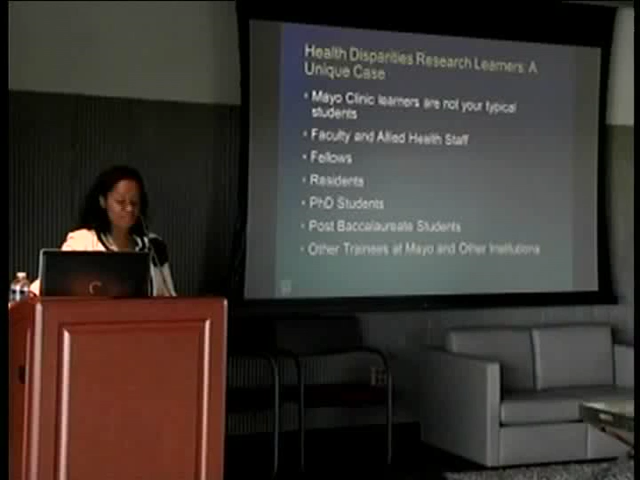 Health Disparities Research Learners: A
Unique Case
• Mayo Clinic learners are not your typical
students
• Faculty and Allied Health Staff
• Fellows
• Residents
• PhD Students
• Post Baccalaureate Students
• Other Trainees at Mayo and Other Institutions